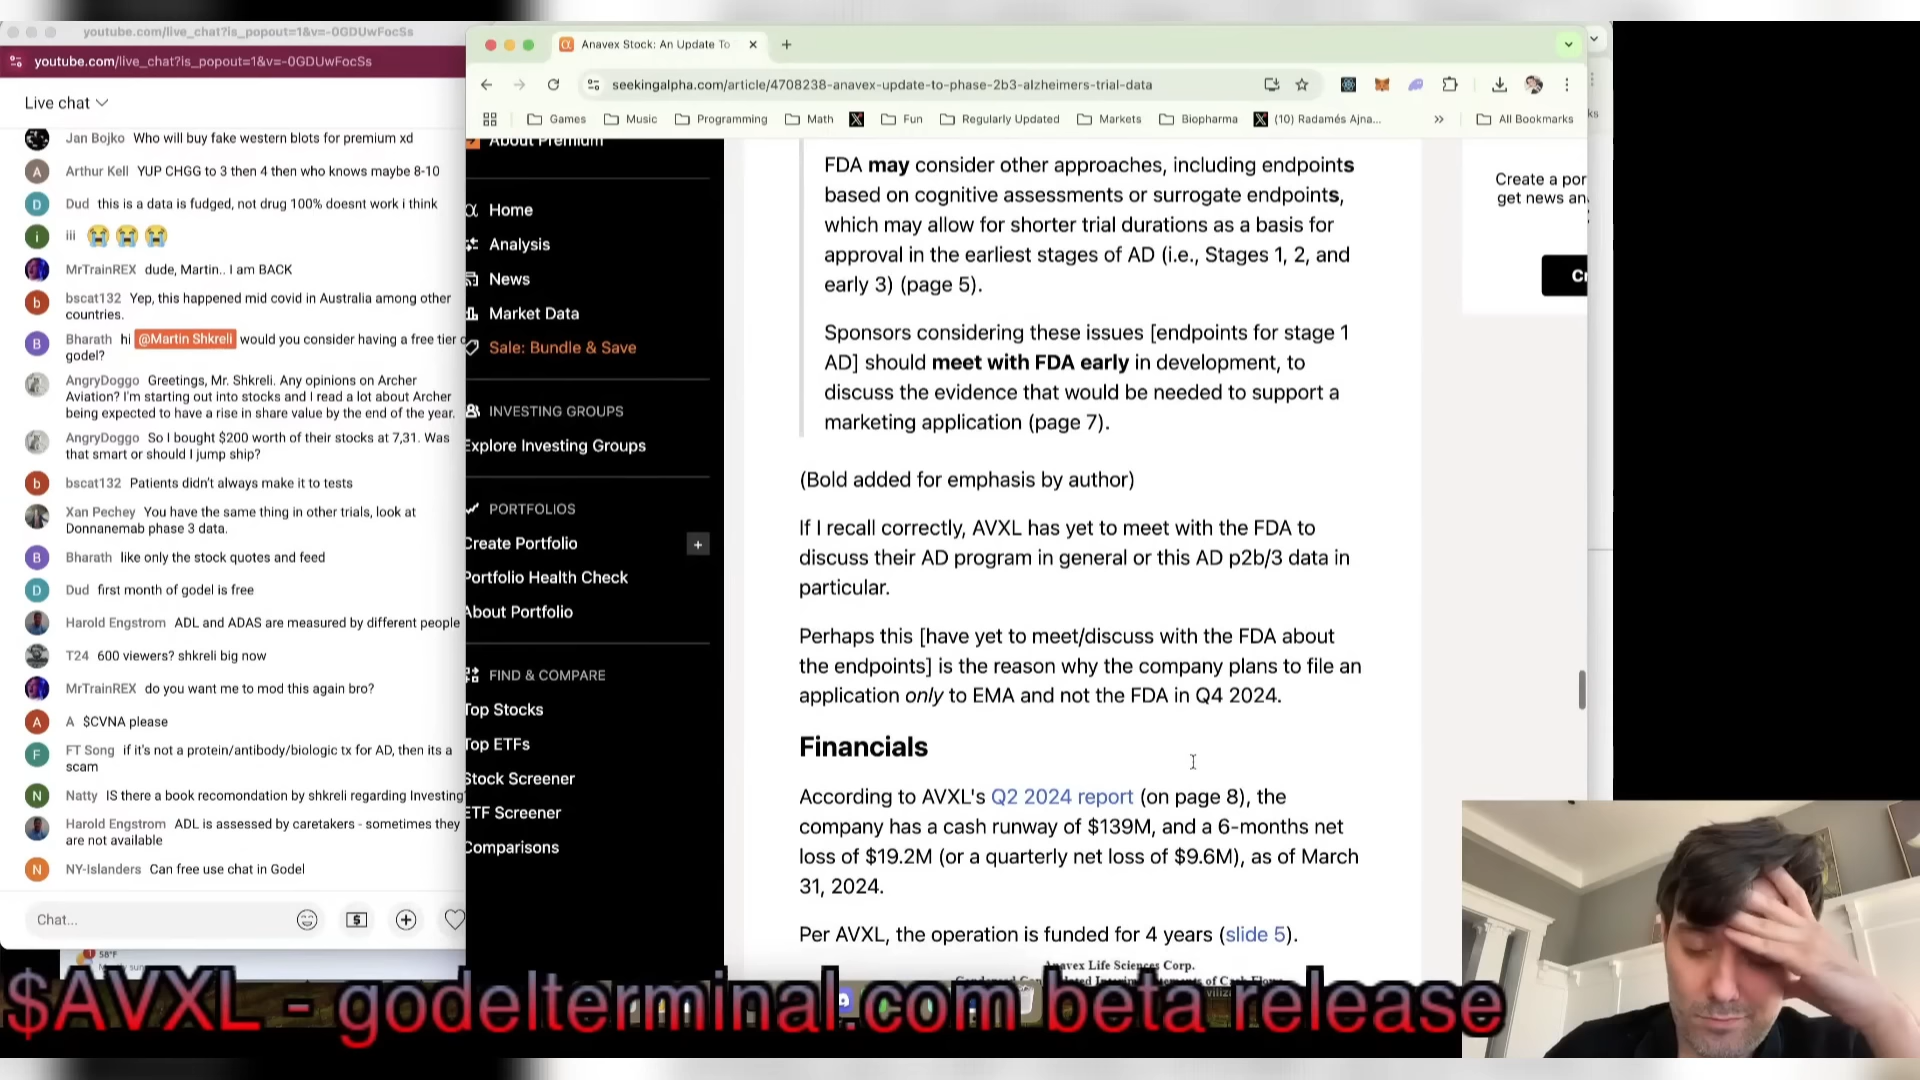 youtube.com/live_chat?is_popout=1&v=-0GDUwFocSs
youtube.com/live_chat?is_popout=1&v=-0GDUwFocSs
Live chat
Jan Bojko Who will buy fake western blots for premium xd
Arthur Kell YUP CHGG to 3 then 4 then who knows maybe 8-10
Dud this is a data is fudged, not drug 100% doesnt work i think
iii 😭 😭 😭
MrTrainREX dude, Martin.. I am BACK
bscat132 Yep, this happened mid covid in Australia among other
countries.
Bharath hi @Martin Shkreli would you consider having a free tier
godel?
AngryDoggo Greetings, Mr. Shkreli. Any opinions on Archer
Aviation? I'm starting out into stocks and I read a lot about Archer
being expected to have a rise in share value by the end of the year.
AngryDoggo So I bought $200 worth of their stocks at 7,31. Was
that smart or should I jump ship?
bscat132 Patients didn't always make it to tests
Xan Pechey You have the same thing in other trials, look at
Donnanemab phase 3 data.
Bharath like only the stock quotes and feed
Dud first month of godel is free
Harold Engstrom ADL and ADAS are measured by different people
T24 600 viewers? shkreli big now
MrTrainREX do you want me to mod this again bro?
A $CVNA please
FT Song if it's not a protein/antibody/biologic tx for AD, then its a
scam
Natty IS there a book recomondation by shkreli regarding Investing
Harold Engstrom ADL is assessed by caretakers - sometimes they
are not available
NY-Islanders Can free use chat in Godel
Chat...
58°F
Anavex Stock: An Update To
seekingalpha.com/article/4708238-anavex-update-to-phase-2b3-alzheimers-trial-data
Games Music Programming Math Fun Regularly Updated Markets Biopharma (10) Radamés Ajna... » All Bookmarks
ks
About Premium
Home
Analysis
News
Market Data
Sale: Bundle & Save
INVESTING GROUPS
Explore Investing Groups
PORTFOLIOS
Create Portfolio
Portfolio Health Check
About Portfolio
FIND & COMPARE
Top Stocks
Top ETFs
Stock Screener
ETF Screener
Comparisons
FDA may consider other approaches, including endpoints
based on cognitive assessments or surrogate endpoints,
which may allow for shorter trial durations as a basis for
approval in the earliest stages of AD (i.e., Stages 1, 2, and
early 3) (page 5).
Sponsors considering these issues [endpoints for stage 1
AD] should meet with FDA early in development, to
discuss the evidence that would be needed to support a
marketing application (page 7).
(Bold added for emphasis by author)
If I recall correctly, AVXL has yet to meet with the FDA to
discuss their AD program in general or this AD p2b/3 data in
particular.
Perhaps this [have yet to meet/discuss with the FDA about
the endpoints] is the reason why the company plans to file an
application only to EMA and not the FDA in Q4 2024.
Financials
According to AVXL's Q2 2024 report (on page 8), the
company has a cash runway of $139M, and a 6-months net
loss of $19.2M (or a quarterly net loss of $9.6M), as of March
31, 2024.
Per AVXL, the operation is funded for 4 years (slide 5).
Anavex Life Sciences Corp.
Create a por
get news an
Cr
$AVXL - godelterminal.com beta release